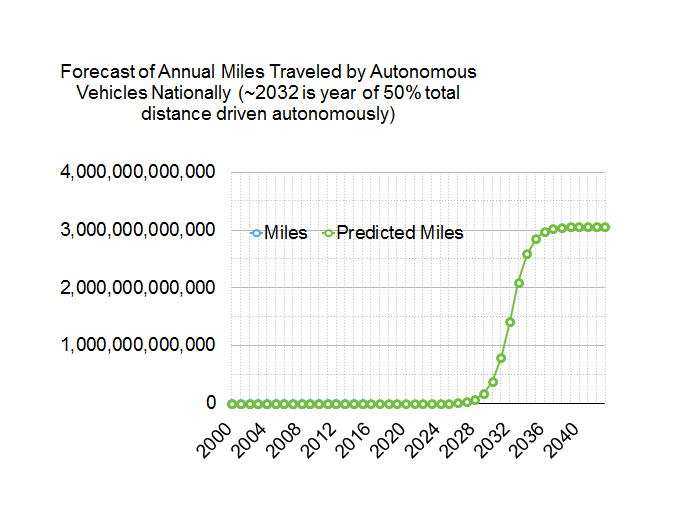 Forecast of Annual Miles Traveled by Autonomous
Vehicles Nationally (~2032 is year of 50% total
distance driven autonomously)
4,000,000,000,000
3,000,000,000,000
Miles Predicted Miles
2,000,000,000,000
1,000,000,000,000
0
2000 2004 2008 2012 2016 2020 2024 2028 2032 2036 2040